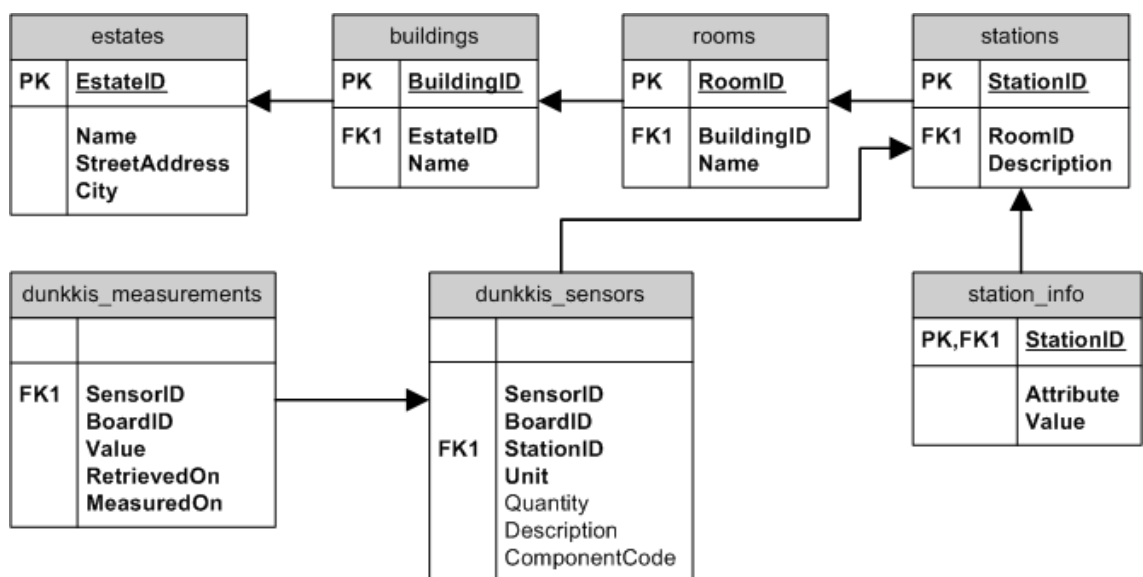 estates
PK EstateID
Name
StreetAddress
City
buildings
PK BuildingID
FK1 EstateID
Name
rooms
PK RoomID
FK1 BuildingID
Name
stations
PK StationID
FK1 RoomID
Description
dunkkis_measurements
FK1 SensorID
BoardID
Value
RetrievedOn
MeasuredOn
dunkkis_sensors
SensorID
BoardID
FK1 StationID
Unit
Quantity
Description
ComponentCode
station_info
PK,FK1 StationID
Attribute
Value